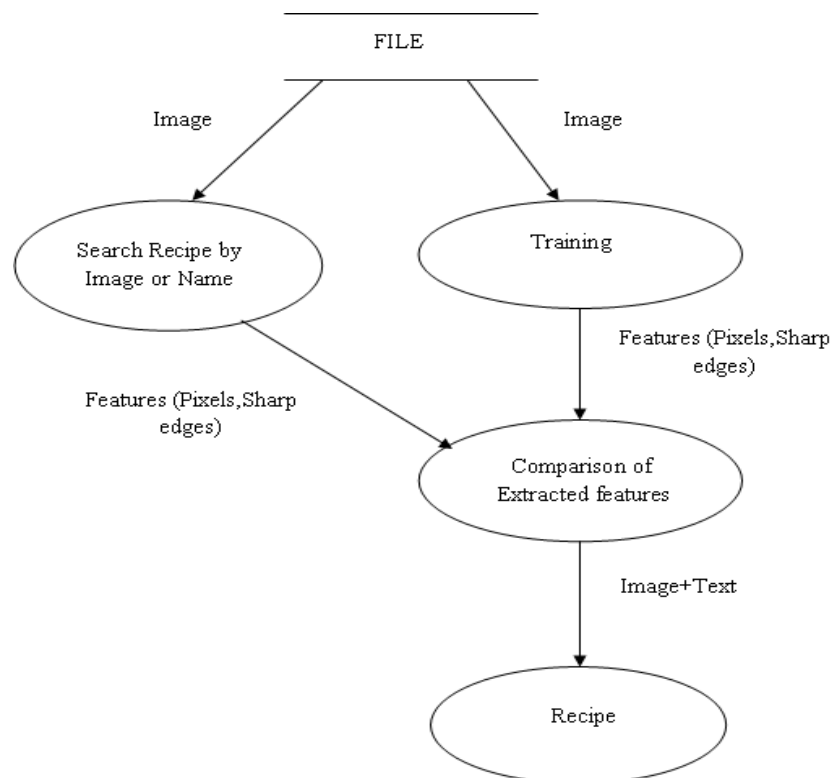 FILE
Image
Image
Search Recipe by
Image or Name
Training
Features (Pixels,Sharp
edges)
Features (Pixels,Sharp
edges)
Comparison of
Extracted features
Image+Text
Recipe